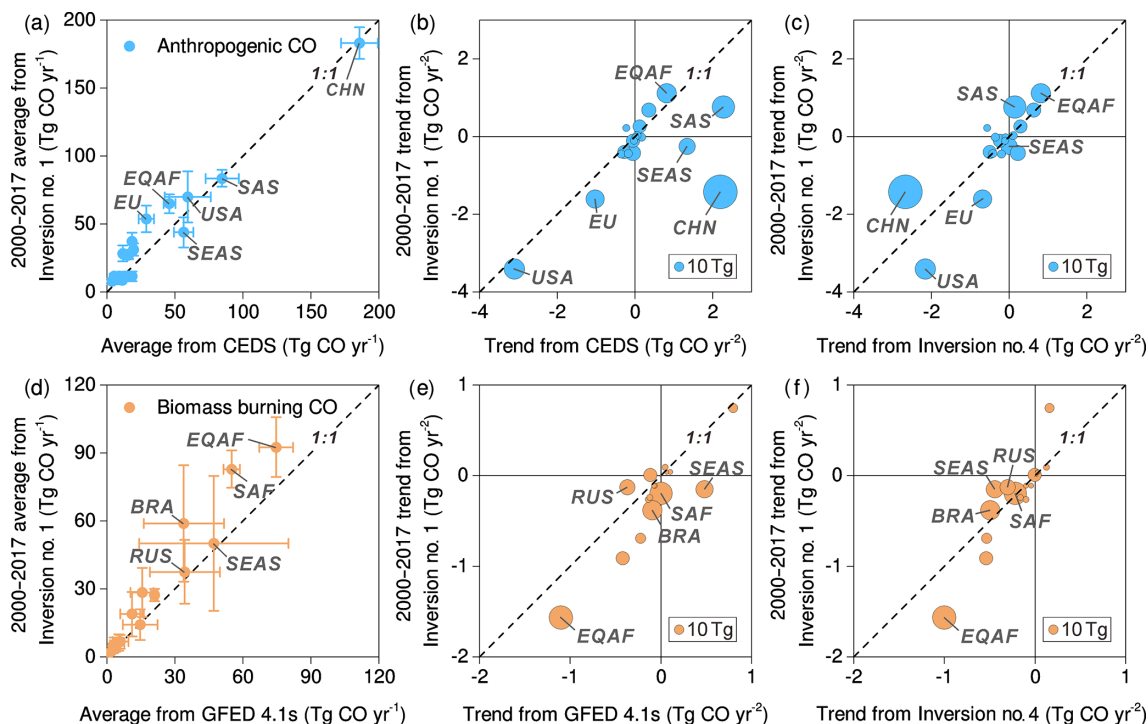 (a)
Anthropogenic CO
1:1
CHN
EQAF
EU
SAS
USA
SEAS
200
150
100
50
0
0 50 100 150 200
2000−2017 average from
Inversion no. 1 (Tg CO yr-1)
Average from CEDS (Tg CO yr-1)
(b)
EQAF
1:1
SAS
SEAS
EU
CHN
USA
10 Tg
2
0
-2
-4
-4 -2 0 2
2000−2017 trend from
Inversion no. 1 (Tg CO yr-2)
Trend from CEDS (Tg CO yr-2)
(c)
1:1
SAS
EQAF
SEAS
CHN
EU
USA
10 Tg
2
0
-2
-4
-4 -2 0 2
2000−2017 trend from
Inversion no. 1 (Tg CO yr-2)
Trend from Inversion no. 4 (Tg CO yr-2)
(d)
Biomass burning CO
EQAF
1:1
SAF
BRA
RUS
SEAS
120
90
60
30
0
0 30 60 90 120
2000−2017 average from
Inversion no. 1 (Tg CO yr-1)
Average from GFED 4.1s (Tg CO yr-1)
(e)
1:1
RUS
SEAS
SAF
BRA
EQAF
10 Tg
1
0
-1
-2
-2 -1 0 1
2000−2017 trend from
Inversion no. 1 (Tg CO yr-2)
Trend from GFED 4.1s (Tg CO yr-2)
(f)
1:1
RUS
SEAS
BRA
SAF
EQAF
10 Tg
1
0
-1
-2
-2 -1 0 1
2000−2017 trend from
Inversion no. 1 (Tg CO yr-2)
Trend from Inversion no. 4 (Tg CO yr-2)